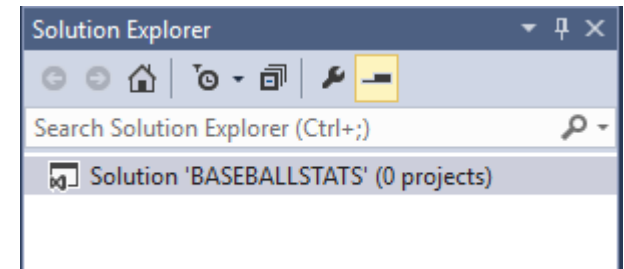 Solution Explorer
Search Solution Explorer (Ctrl+;)
Solution 'BASEBALLSTATS' (0 projects)